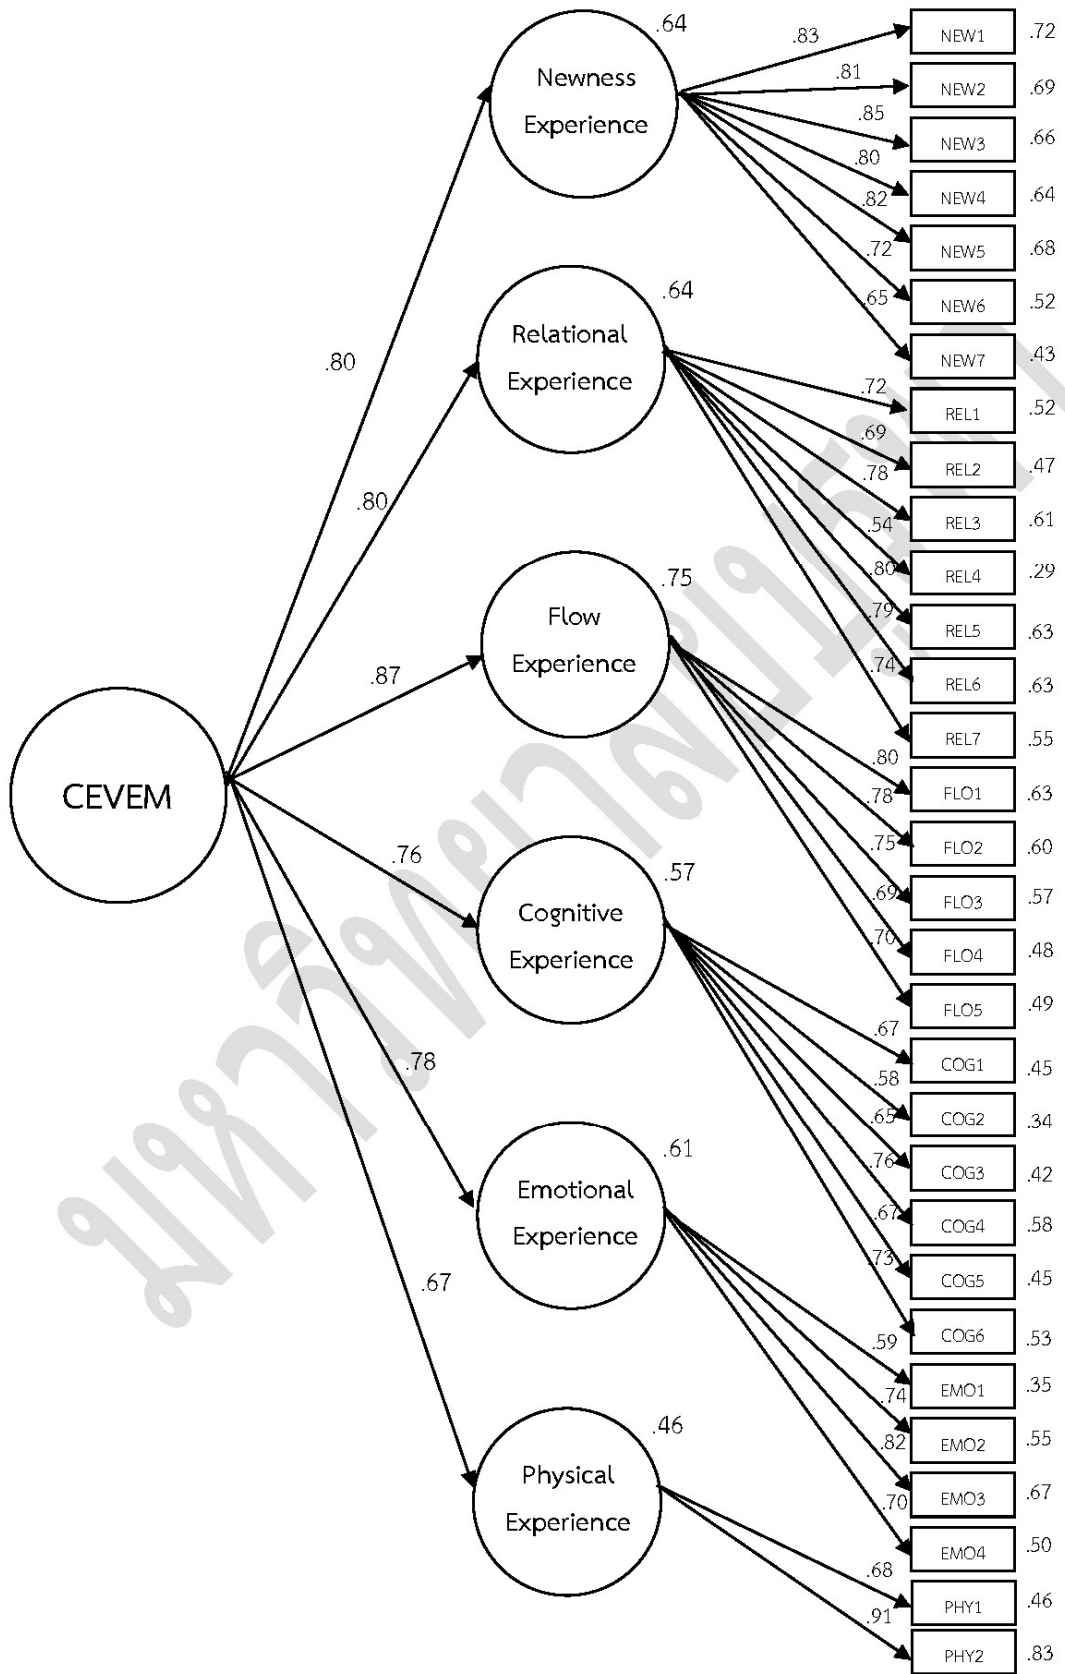 .64
Newness
Experience
.83
NEW1
.72
.81
NEW2
.69
.85
NEW3
.66
.80
NEW4
.64
.82
NEW5
.68
.72
NEW6
.52
.65
NEW7
.43
.80
.64
Relational
Experience
.72
REL1
.52
.69
REL2
.47
.78
REL3
.61
.54
REL4
.29
.80
REL5
.63
.79
REL6
.63
.74
REL7
.55
.80
.75
Flow
Experience
.80
FLO1
.63
.78
FLO2
.60
.75
FLO3
.57
.69
FLO4
.48
.70
FLO5
.49
.87
CEVEM
.76
.57
Cognitive
Experience
.67
COG1
.45
.58
COG2
.34
.65
COG3
.42
.76
COG4
.58
.67
COG5
.45
.73
COG6
.53
.78
.61
Emotional
Experience
.59
EMO1
.35
.74
EMO2
.55
.82
EMO3
.67
.70
EMO4
.50
.67
.46
Physical
Experience
.68
PHY1
.46
.91
PHY2
.83